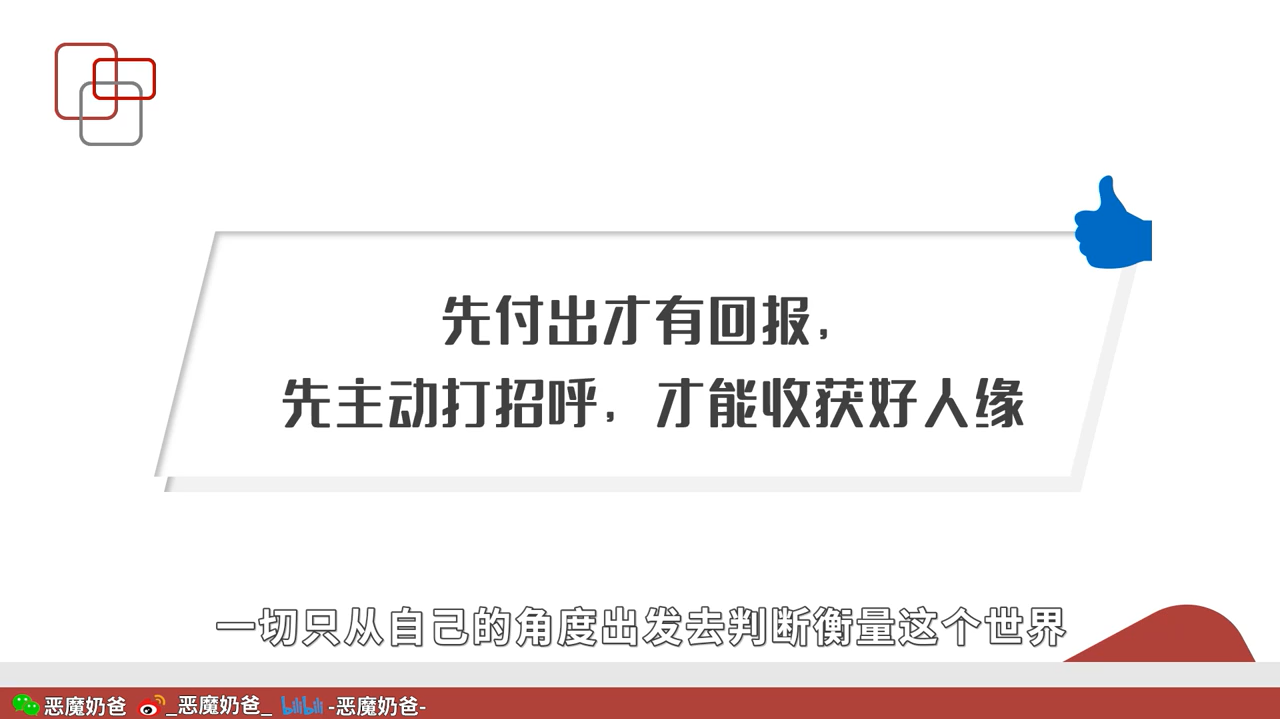 先付出才有回报，
先主动打招呼，才能收获好人缘
一切只从自己的角度出发去判断衡量这个世界
恶魔奶爸 _恶魔奶爸_ bilibili -恶魔奶爸-